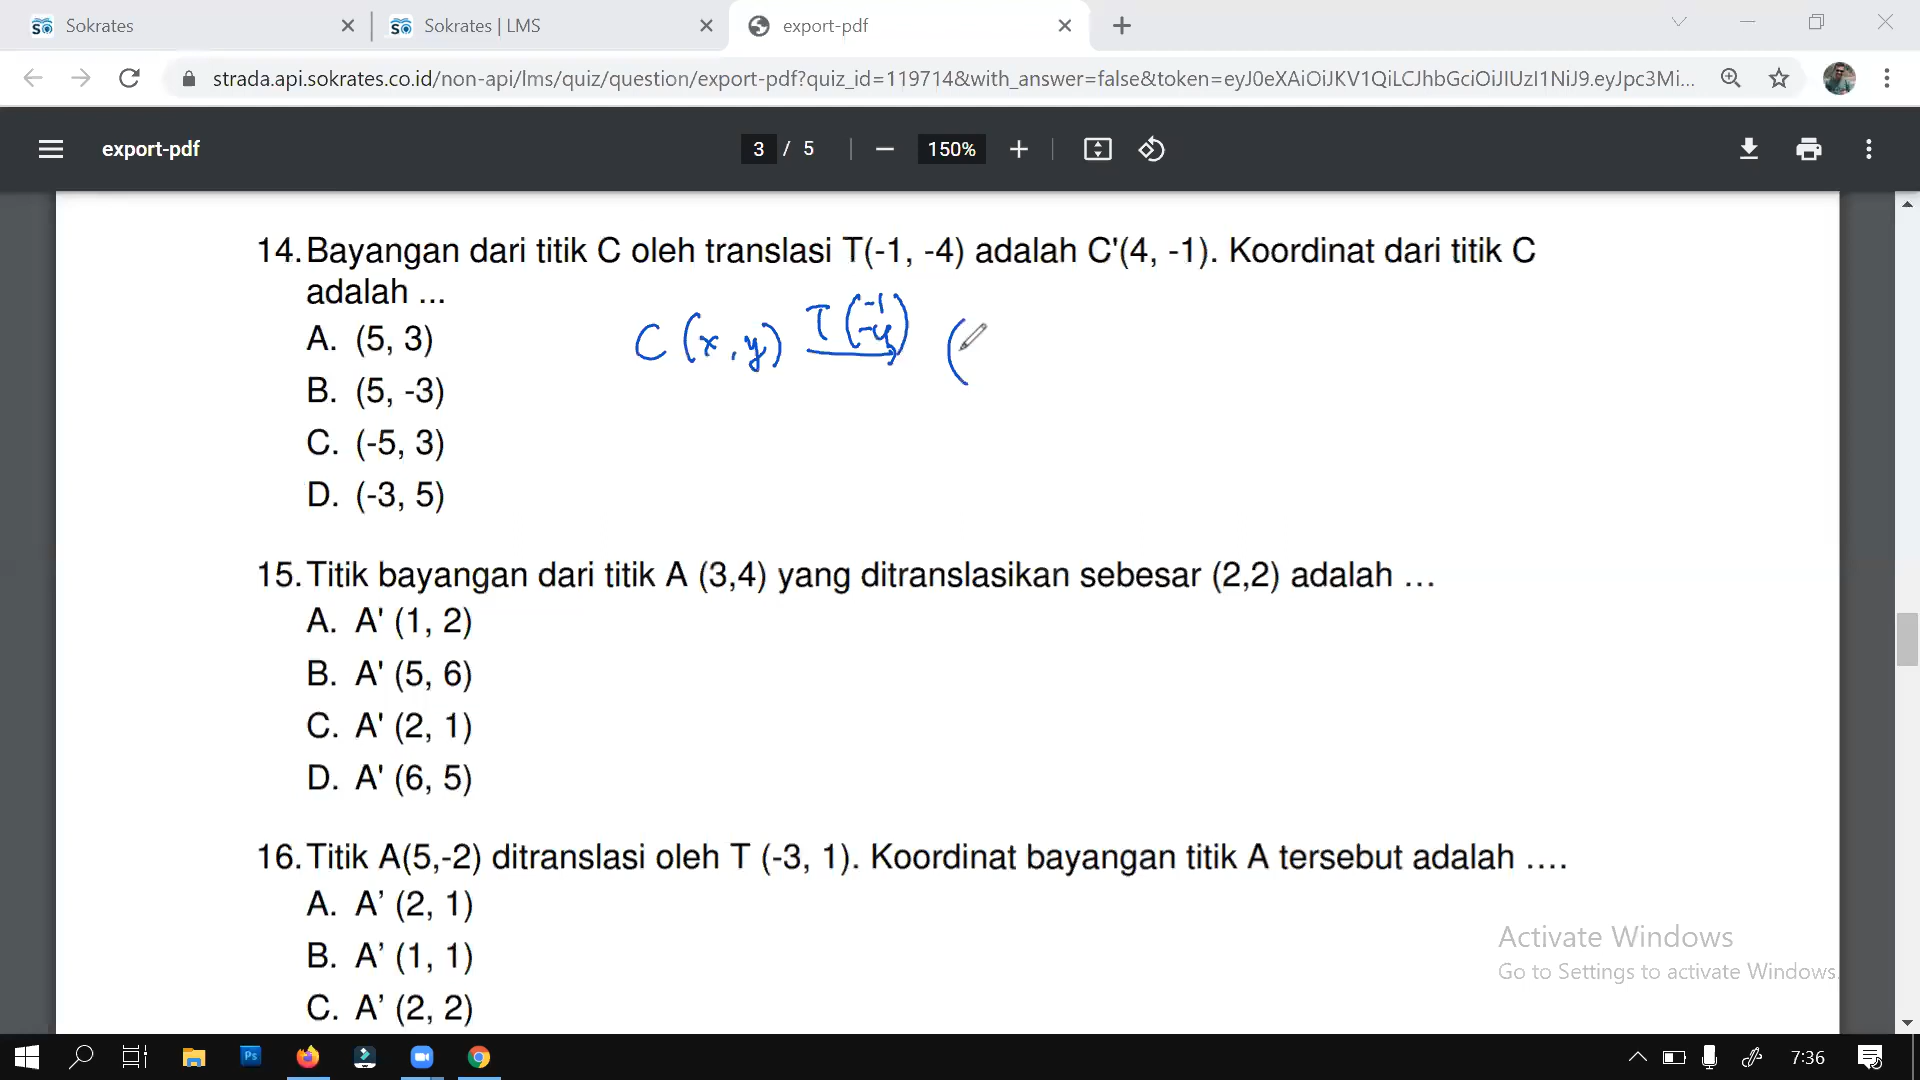 Sokrates
Sokrates | LMS
export-pdf
strada.api.sokrates.co.id/non-api/lms/quiz/question/export-pdf?quiz_id=119714&with_answer=false&token=eyJ0eXAiOiJKV1QiLCJhbGciOiJIUzI1NiJ9.eyJpc3Mi...
export-pdf
3 / 5
150%
14. Bayangan dari titik C oleh translasi T(-1, -4) adalah C'(4, -1). Koordinat dari titik C
adalah ...
C (x, y) T(-1 -4) (
A. (5, 3)
B. (5, -3)
C. (-5, 3)
D. (-3, 5)
15. Titik bayangan dari titik A (3,4) yang ditranslasikan sebesar (2,2) adalah …
A. A' (1, 2)
B. A' (5, 6)
C. A' (2, 1)
D. A' (6, 5)
16. Titik A(5,-2) ditranslasi oleh T (-3, 1). Koordinat bayangan titik A tersebut adalah ….
A. A’ (2, 1)
B. A’ (1, 1)
C. A’ (2, 2)
Activate Windows
Go to Settings to activate Windows.
Ps
7:36